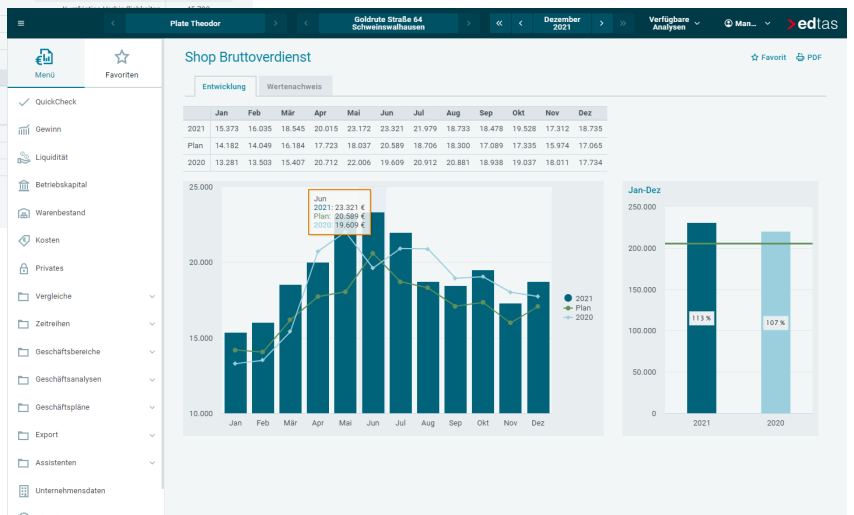 15.700
Plate Theodor
Goldrute Straße 64
Schweinswalhausen
Dezember
2021
Verfügbare
Analysen
Man...
>edtas
Menü
Favoriten
QuickCheck
Gewinn
Liquidität
Betriebskapital
Warenbestand
Kosten
Privates
Vergleiche
Zeitreihen
Geschäftsbereiche
Geschäftsanalysen
Geschäftspläne
Export
Assistenten
Unternehmensdaten
Shop Bruttoverdienst
Favorit PDF
Entwicklung Wertenachweis
Jan Feb Mär Apr Mai Jun Jul Aug Sep Okt Nov Dez
2021 15.373 16.035 18.545 20.015 23.172 23.321 21.979 18.733 18.478 19.528 17.312 18.735
Plan 14.182 14.049 16.184 17.723 18.037 20.589 18.706 18.300 17.089 17.335 15.974 17.065
2020 13.281 13.503 15.407 20.712 22.006 19.609 20.912 20.881 18.938 19.037 18.011 17.734
25.000
20.000
15.000
10.000
Jun
2021: 23.321 €
Plan: 20.589 €
2020: 19.609 €
Jan Feb Mär Apr Mai Jun Jul Aug Sep Okt Nov Dez
2021
Plan
2020
Jan-Dez
250.000
200.000
150.000
100.000
50.000
0
113 %
107 %
2021 2020